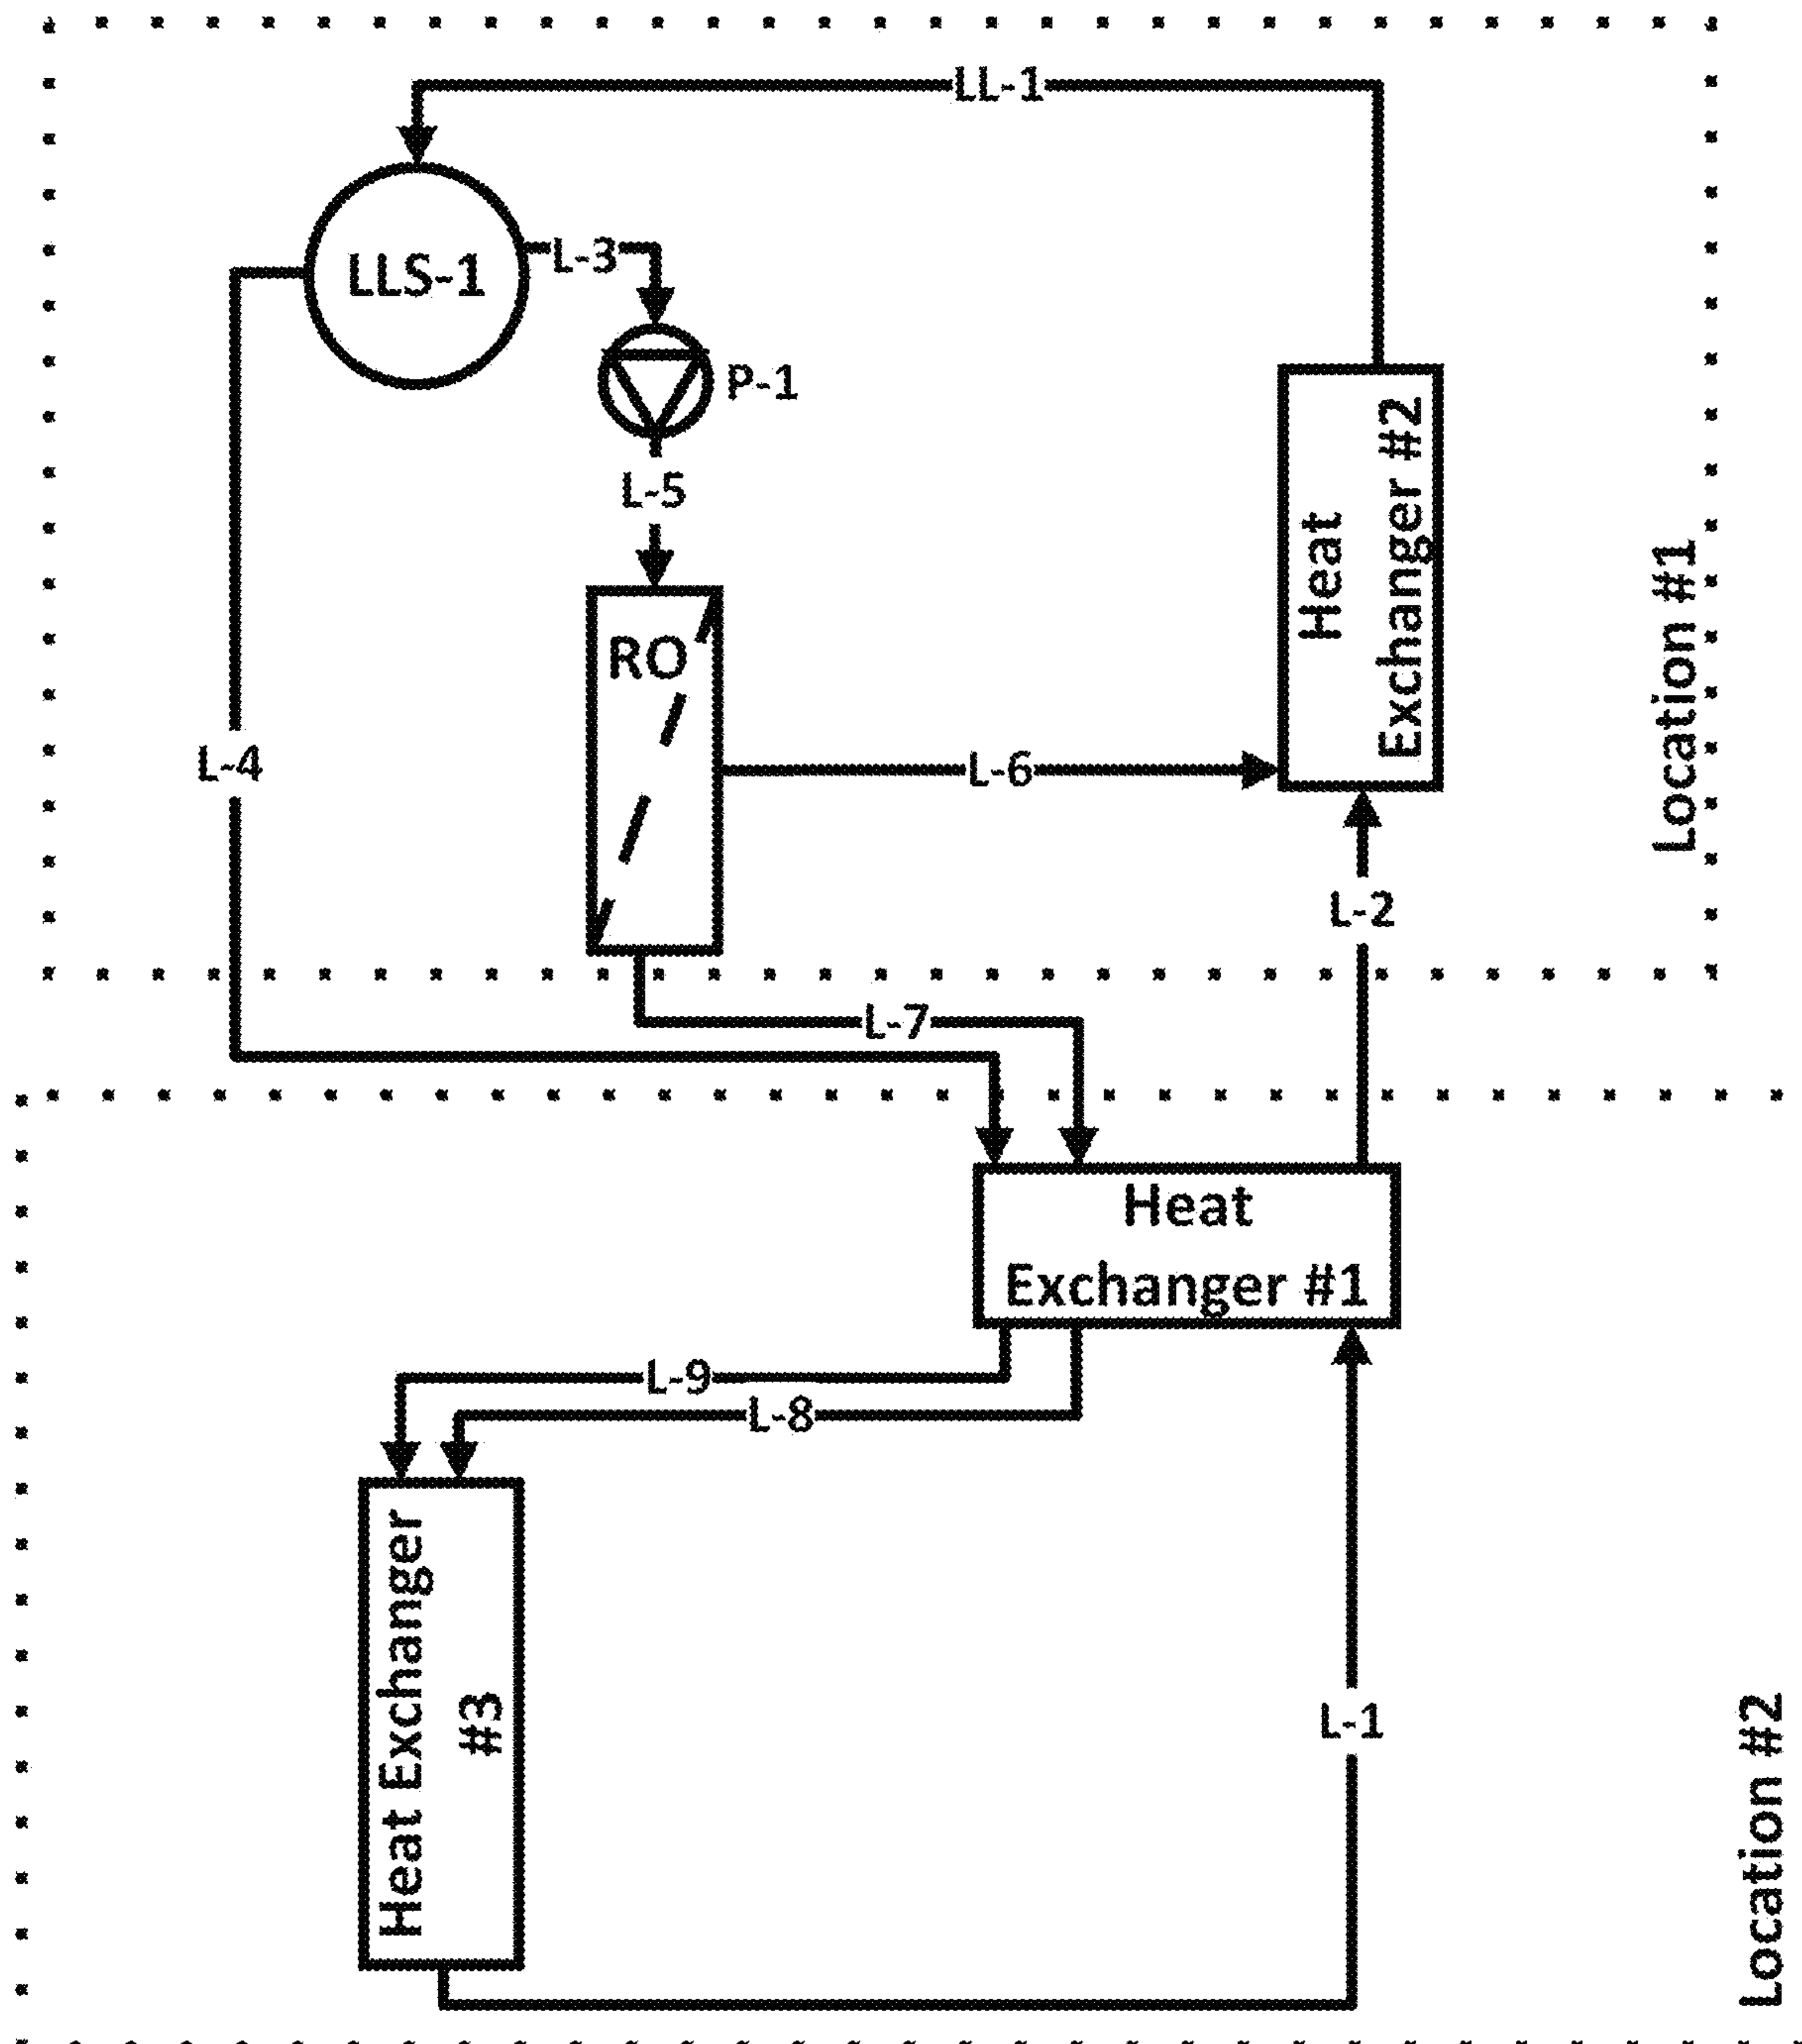 LL-1
LLS-1
L-3
P-1
L-5
RO
Heat
Exchanger #2
Location #1
L-4
L-6
L-2
L-7
Heat
Exchanger #1
L-9
L-8
Heat Exchanger
#3
L-1
Location #2